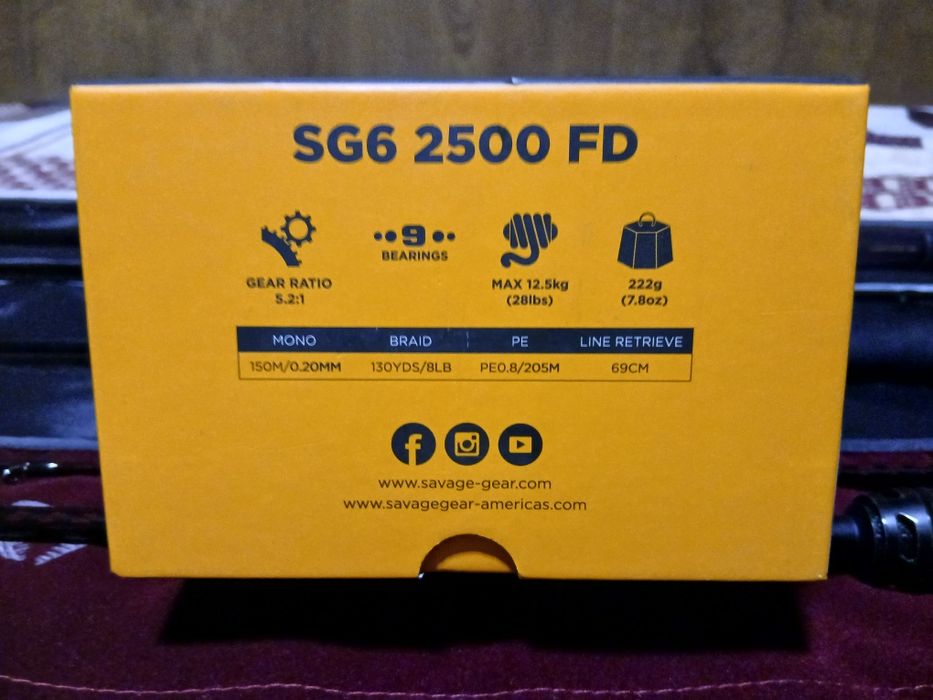 SG6 2500 FD
9
BEARINGS
GEAR RATIO
5.2:1
MAX 12.5kg
(28lbs)
222g
(7.8oz)
MONO BRAID PE LINE RETRIEVE
150M/0.20MM 130YDS/8LB PE0.8/205M 69CM
www.savage-gear.com
www.savagegear-americas.com